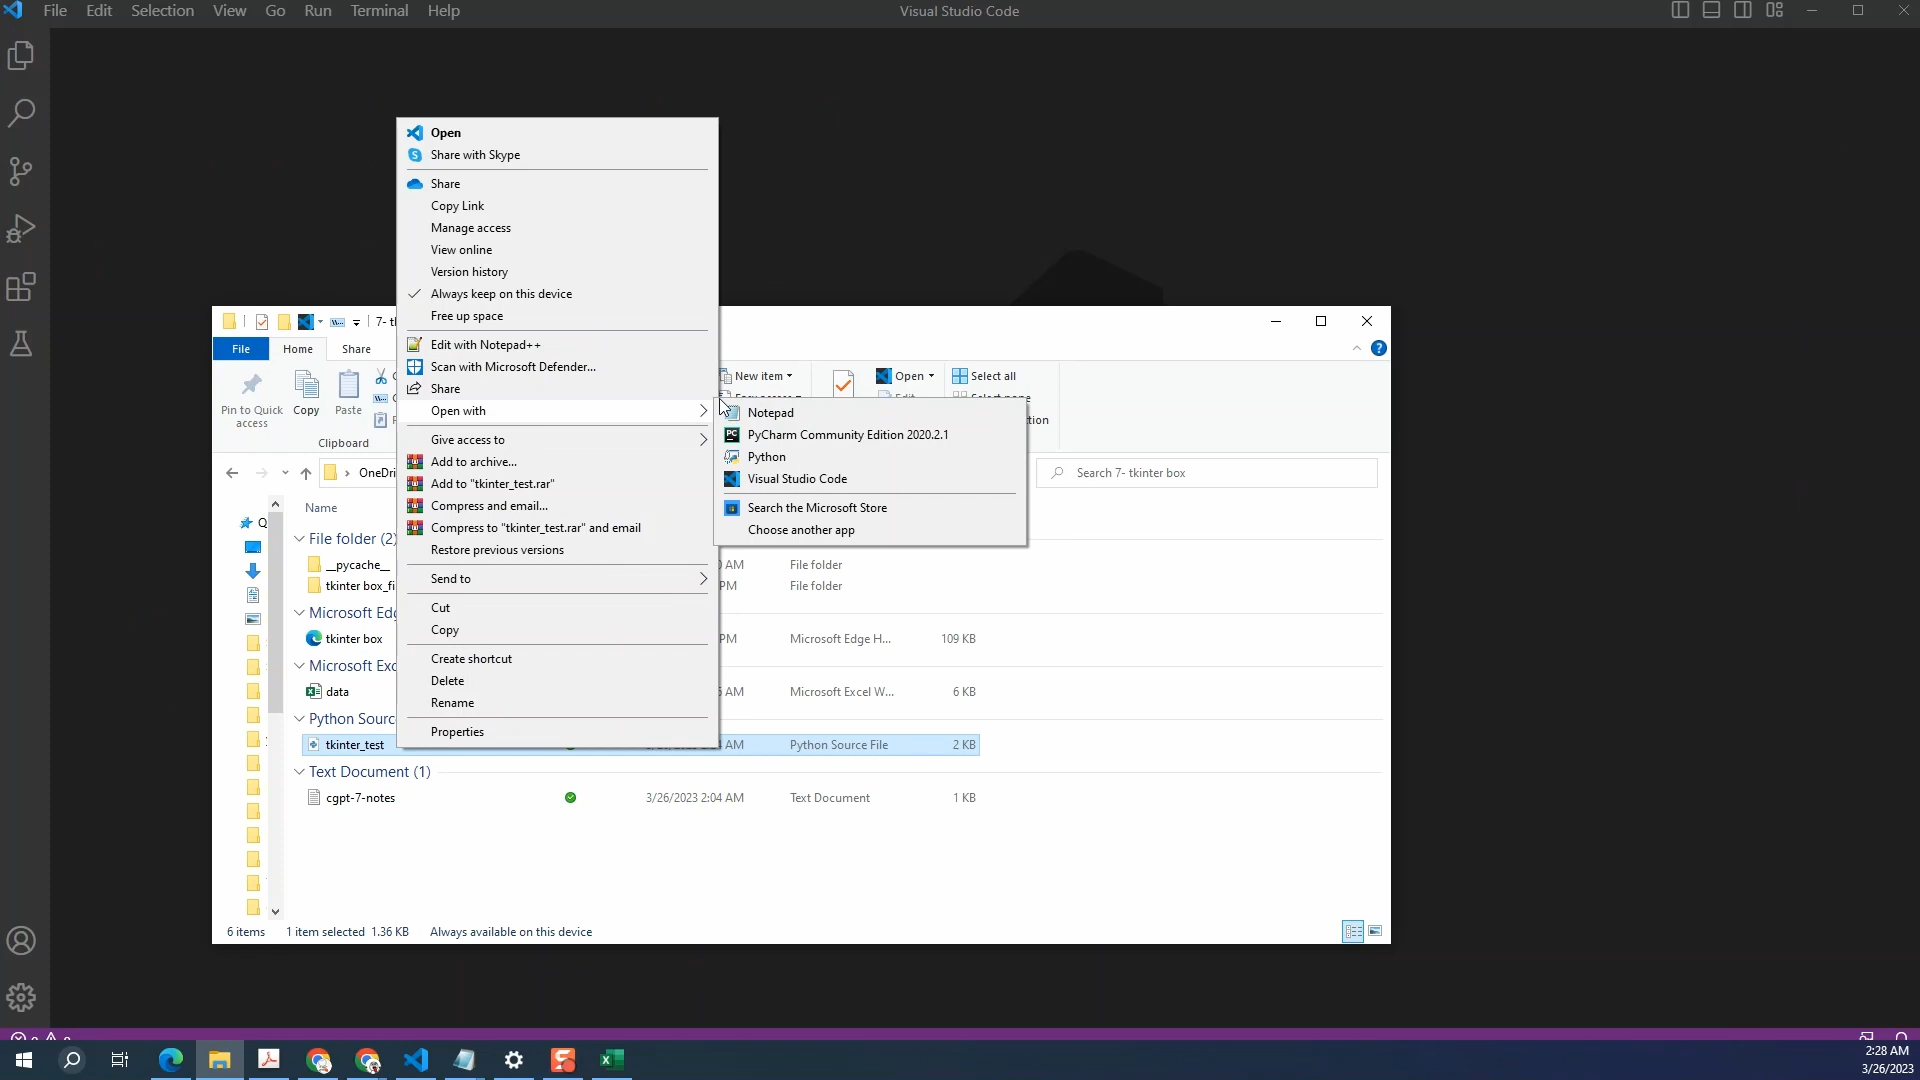 File Edit Selection View Go Run Terminal Help
Visual Studio Code
Open
Share with Skype
Share
Copy Link
Manage access
View online
Version history
Always keep on this device
Free up space
Edit with Notepad++
Scan with Microsoft Defender...
Share
Open with
Give access to
Add to archive...
Add to "tkinter_test.rar"
Compress and email...
Compress to "tkinter_test.rar" and email
Restore previous versions
Send to
Cut
Copy
Create shortcut
Delete
Rename
Properties
Notepad
PyCharm Community Edition 2020.2.1
Python
Visual Studio Code
Search the Microsoft Store
Choose another app
7-
File Home Share
Pin to Quick access
Copy
Paste
Clipboard
New item
Open
Select all
Select none
Search 7- tkinter box
Name
File folder (2)
__pycache__ AM File folder
PM File folder
tkinter box PM Microsoft Edge H... 109 KB
data AM Microsoft Excel W... 6 KB
tkinter_test AM Python Source File 2 KB
Text Document (1)
cgpt-7-notes 3/26/2023 2:04 AM Text Document 1 KB
6 items 1 item selected 1.36 KB Always available on this device
2:28 AM
3/26/2023